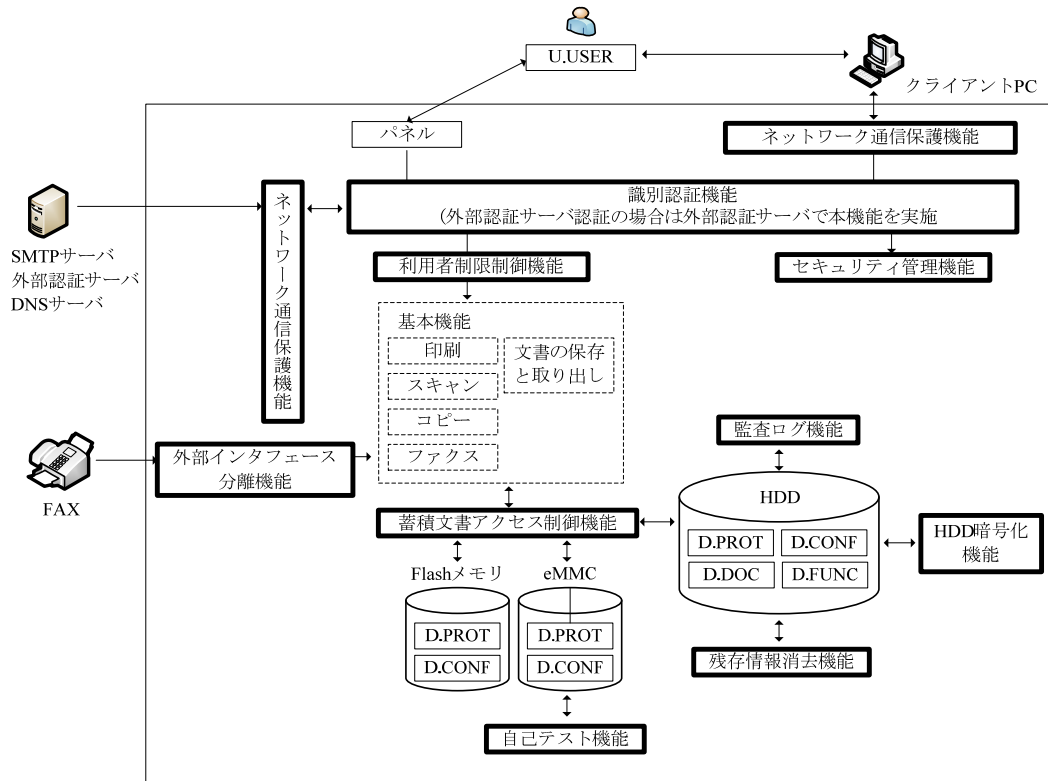 U.USER
クライアントPC
パネル
ネットワーク通信保護機能
識別認証機能
(外部認証サーバ認証の場合は外部認証サーバで本機能を実施
ネットワーク通信保護機能
SMTPサーバ
外部認証サーバ
DNSサーバ
利用者制限制御機能
セキュリティ管理機能
基本機能
印刷
文書の保存
と取り出し
スキャン
コピー
ファクス
監査ログ機能
外部インタフェース
分離機能
FAX
HDD
D.PROT
D.CONF
D.DOC
D.FUNC
HDD暗号化
機能
蓄積文書アクセス制御機能
Flashメモリ
eMMC
D.PROT
D.CONF
D.PROT
D.CONF
残存情報消去機能
自己テスト機能